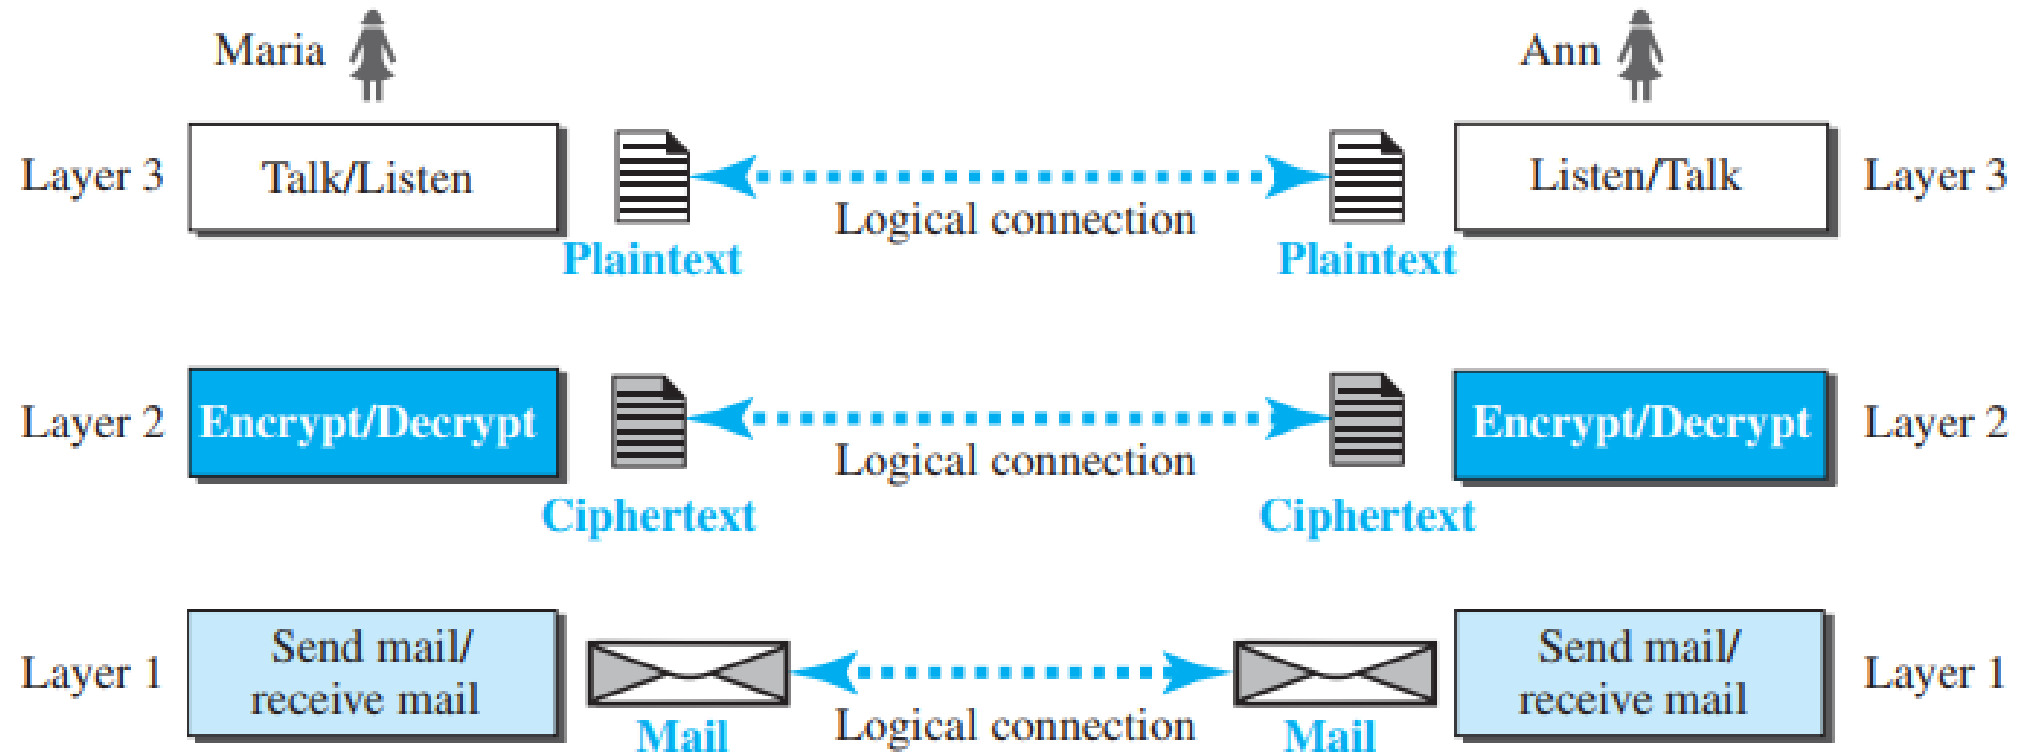 Maria
Ann
Layer 3
Talk/Listen
Listen/Talk
Layer 3
Logical connection
Plaintext
Plaintext
Layer 2
Encrypt/Decrypt
Encrypt/Decrypt
Layer 2
Logical connection
Ciphertext
Ciphertext
Layer 1
Send mail/
receive mail
Send mail/
receive mail
Layer 1
Logical connection
Mail
Mail